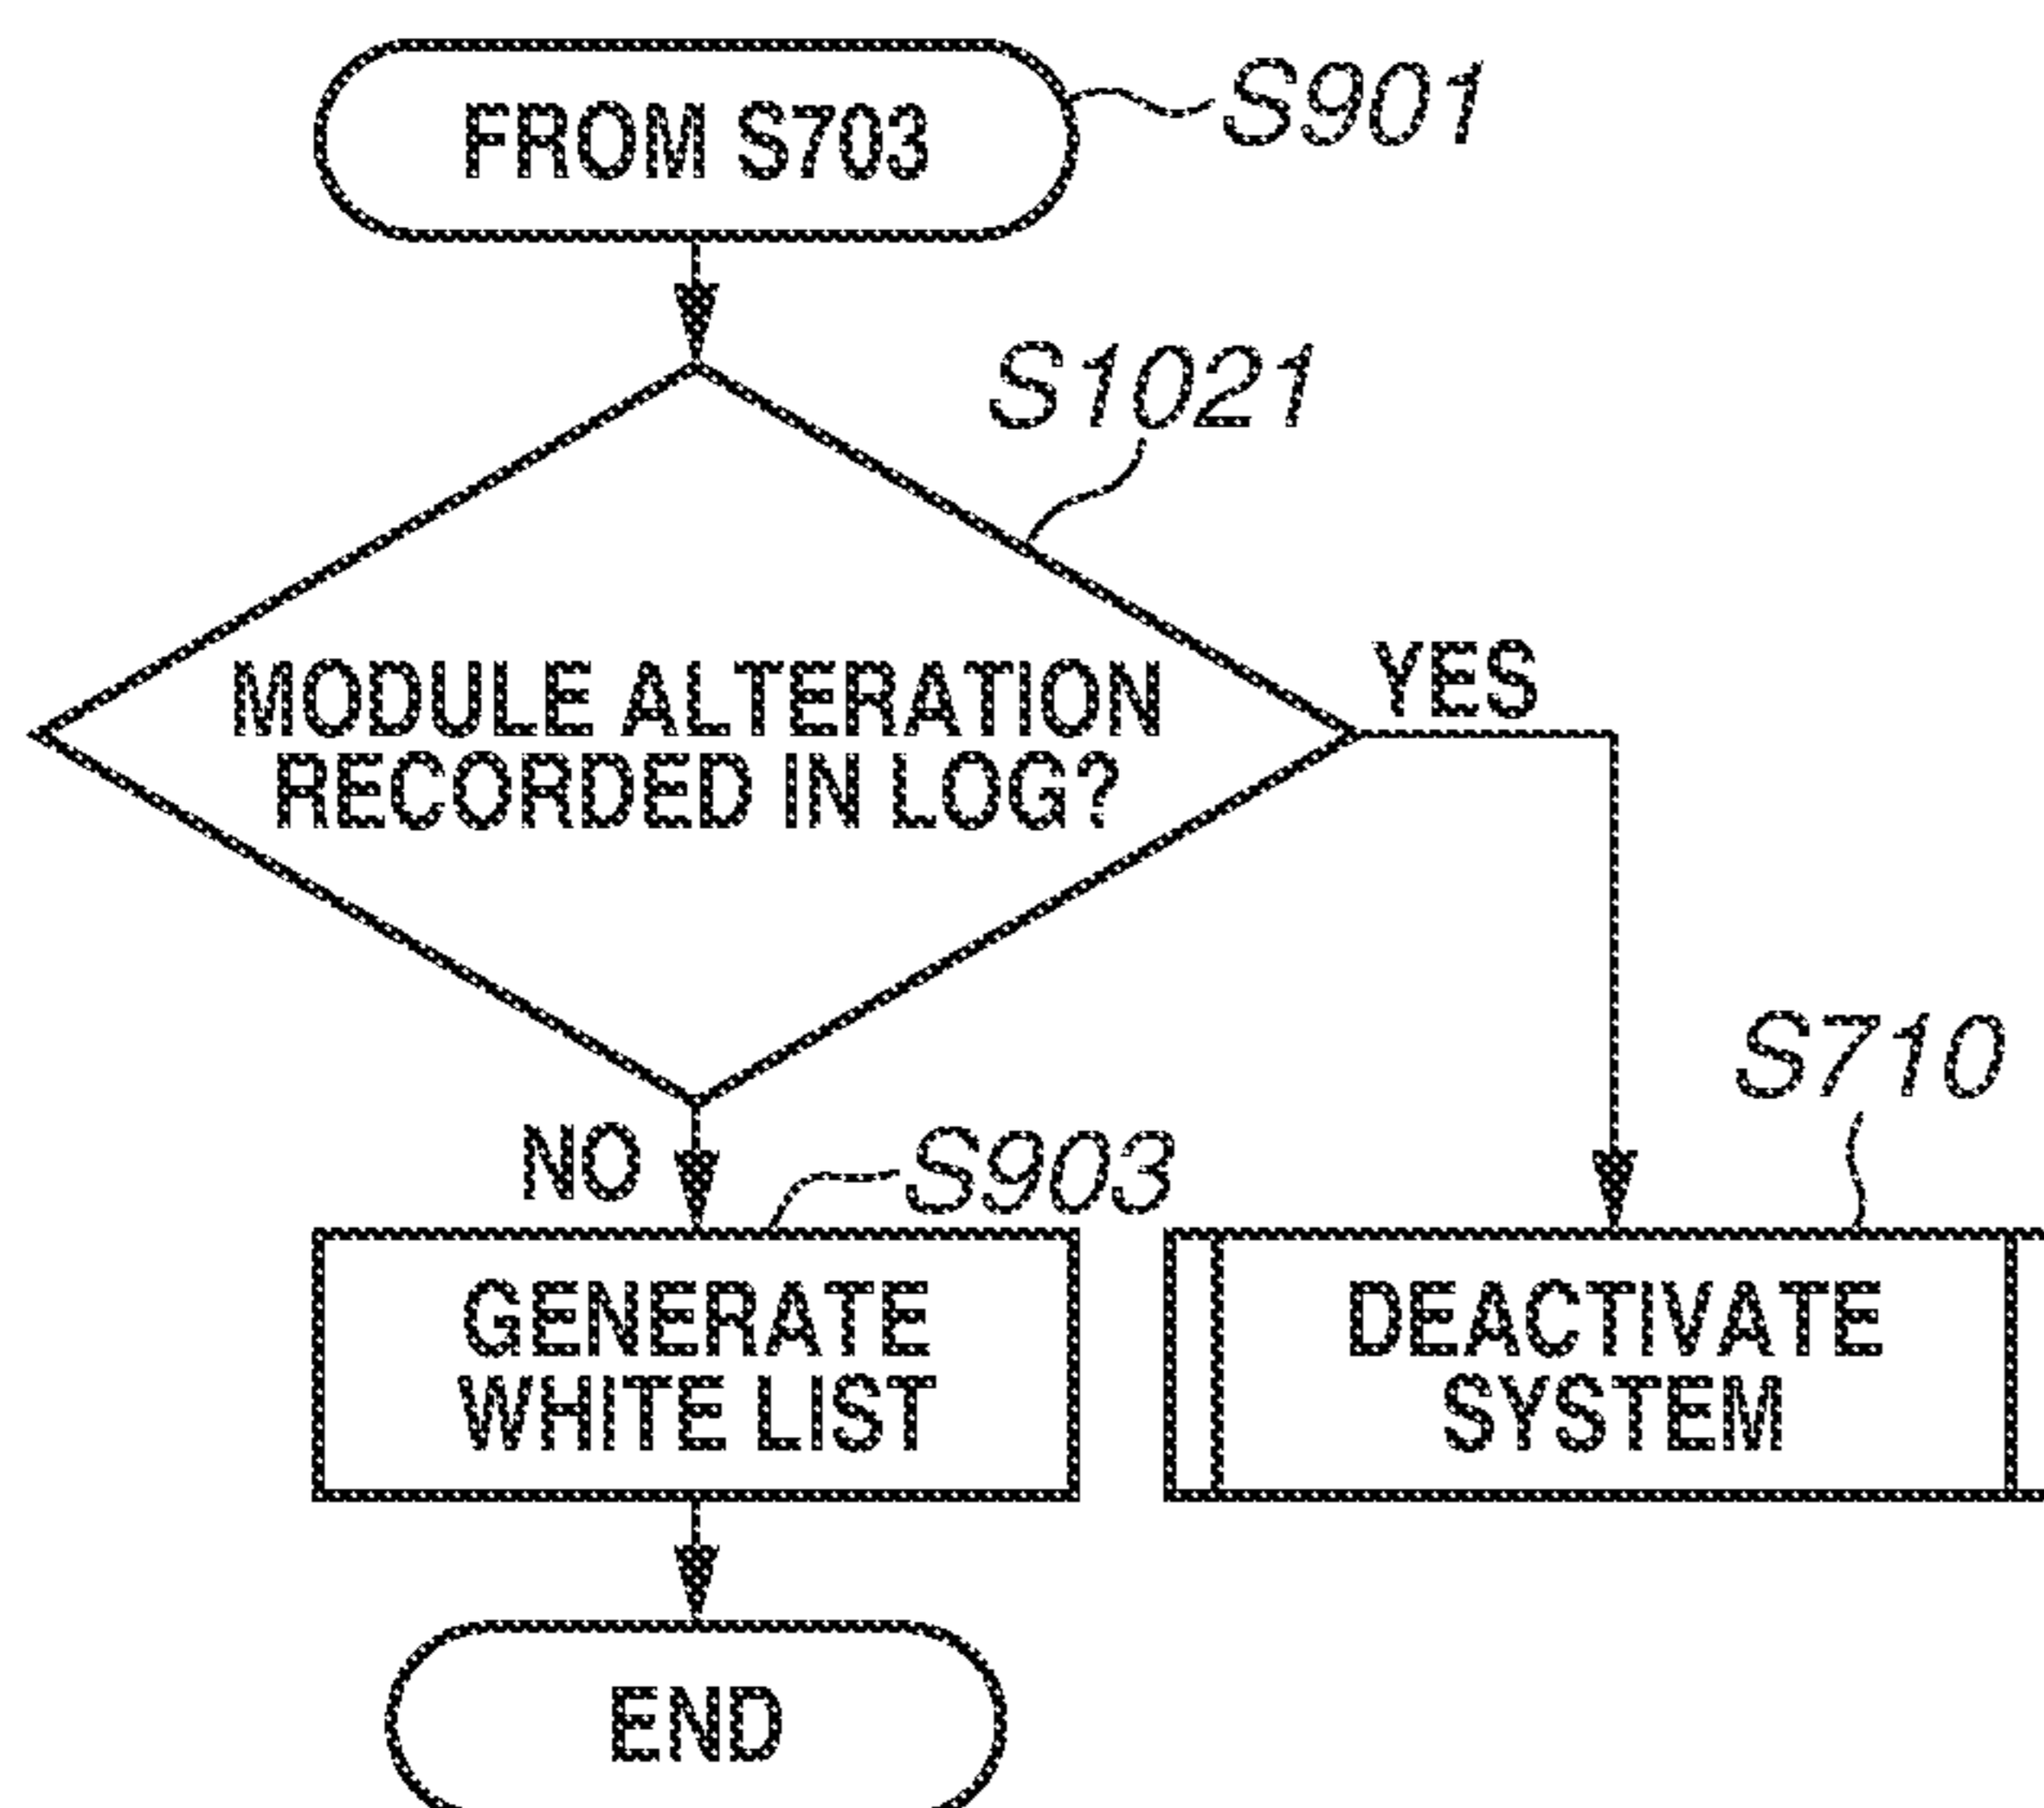 FROM S703
S901
S1021
MODULE ALTERATION
RECORDED IN LOG?
YES
NO
S903
S710
GENERATE
WHITE LIST
DEACTIVATE
SYSTEM
END